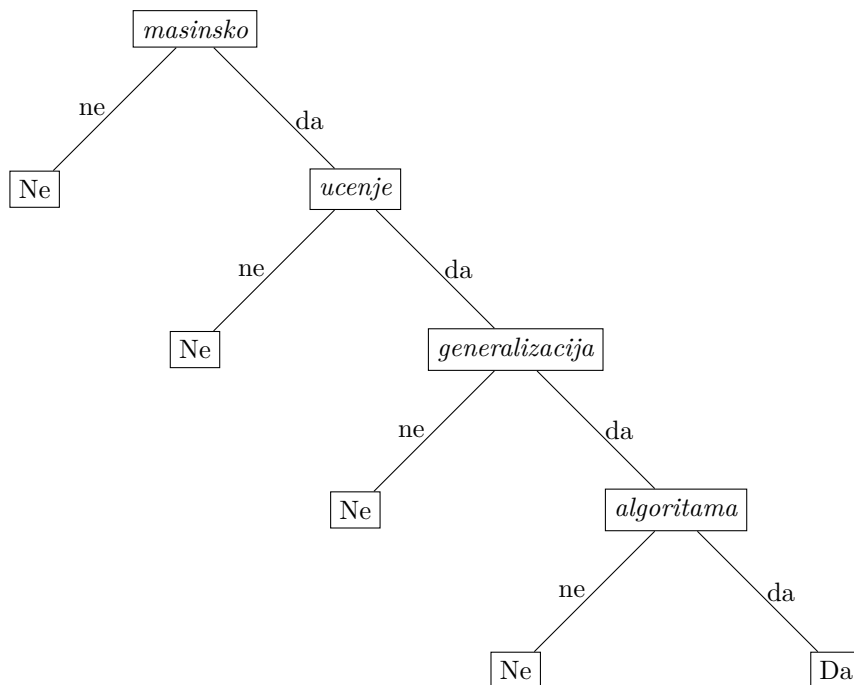 masinsko
ne
da
Ne
ucenje
ne
da
Ne
generalizacija
ne
da
Ne
algoritama
ne
da
Ne
Da